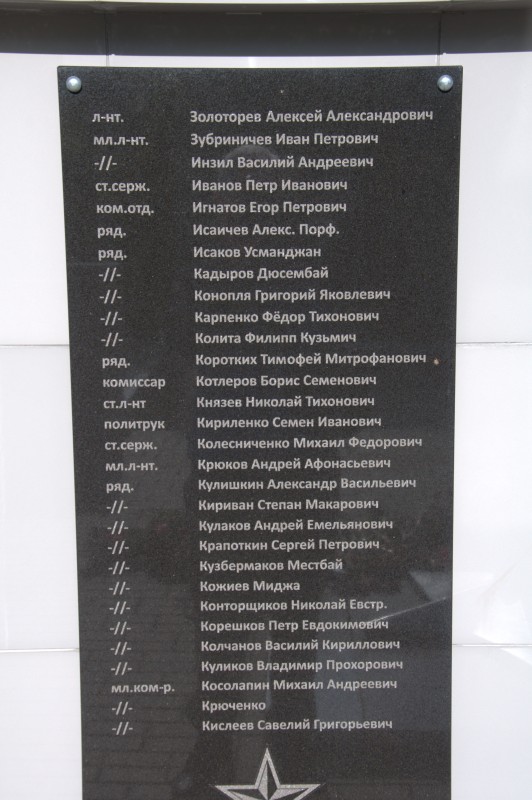 л-нт. Золоторев Алексей Александрович
мл.л-нт. Зубриничев Иван Петрович
-//- Инзил Василий Андреевич
ст.серж. Иванов Петр Иванович
ком.отд. Игнатов Егор Петрович
ряд. Исаичев Алекс. Порф.
ряд. Исаков Усманджан
-//- Кадыров Дюсембай
-//- Конопля Григорий Яковлевич
-//- Карпенко Фёдор Тихонович
-//- Колита Филипп Кузьмич
ряд. Коротких Тимофей Митрофанович
комиссар Котлеров Борис Семенович
ст.л-нт Князев Николай Тихонович
политрук Кириленко Семен Иванович
ст.серж. Колесниченко Михаил Федорович
мл.л-нт. Крюков Андрей Афонасьевич
ряд. Кулишкин Александр Васильевич
-//- Кириван Степан Макарович
-//- Кулаков Андрей Емельянович
-//- Крапоткин Сергей Петрович
-//- Кузбермаков Местбай
-//- Кожиев Миджа
-//- Конторщиков Николай Евстр.
-//- Корешков Петр Евдокимович
-//- Колчанов Василий Кириллович
-//- Куликов Владимир Прохорович
мл.ком-р. Косолапин Михаил Андреевич
-//- Крюченко
-//- Кислеев Савелий Григорьевич